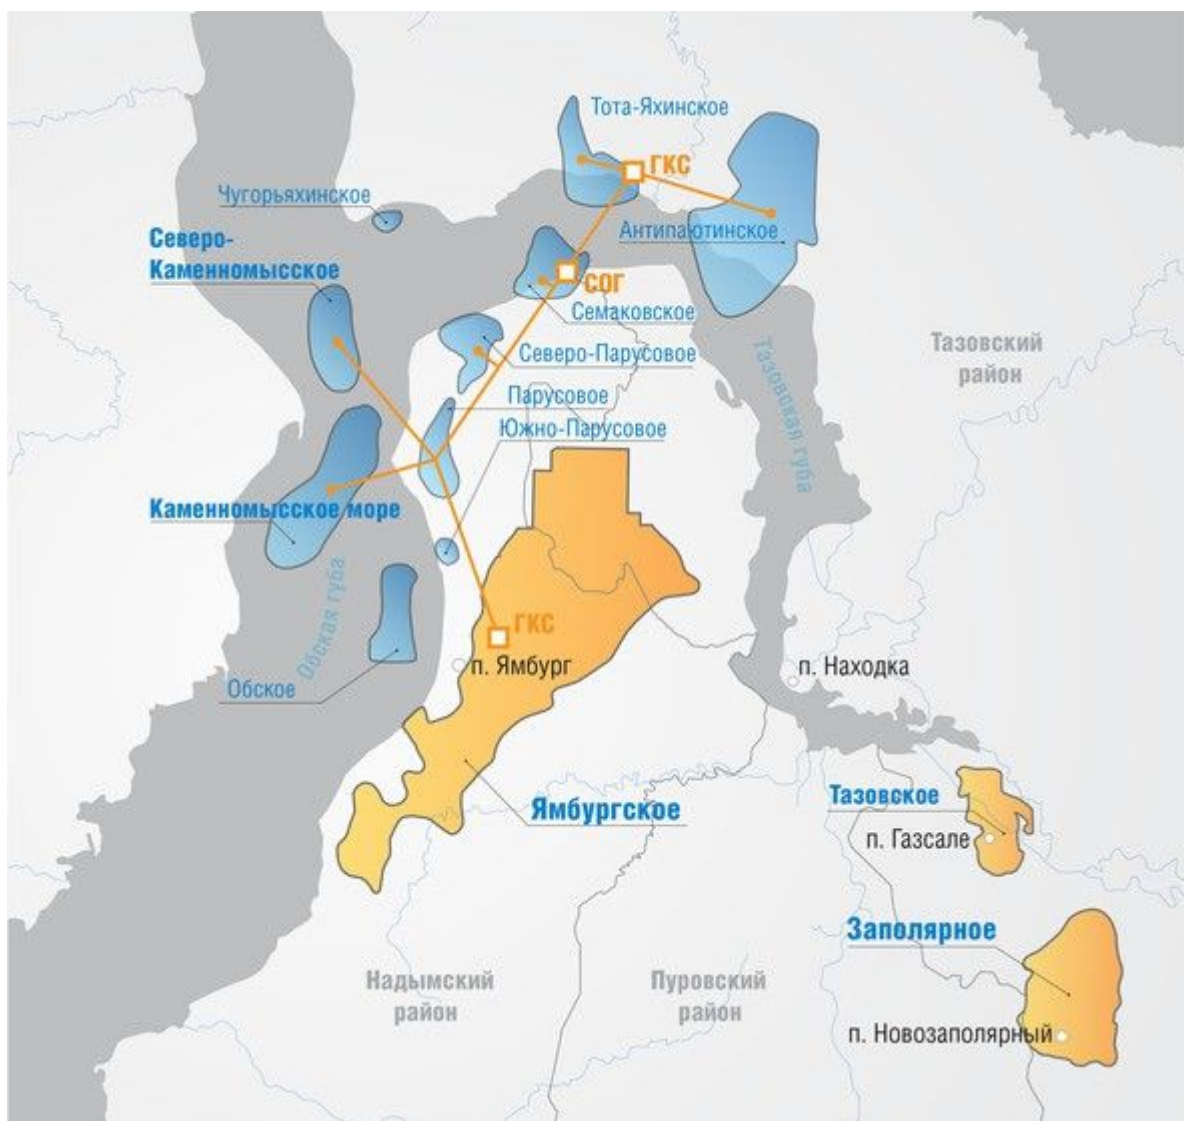 Тота-Яхинское
ГКС
Чугорьяхинское
Антипаютинское
Северо-
Каменномысское
СОГ
Семаковское
Северо-Парусовое
Тазовский
район
Тазовская губа
Парусовое
Южно-Парусовое
Каменномысское море
Обская губа
ГКС
п. Ямбург
п. Находка
Обское
Ямбургское
Тазовское
п. Газсале
Заполярное
Надымский
район
Пуровский
район
п. Новозаполярный